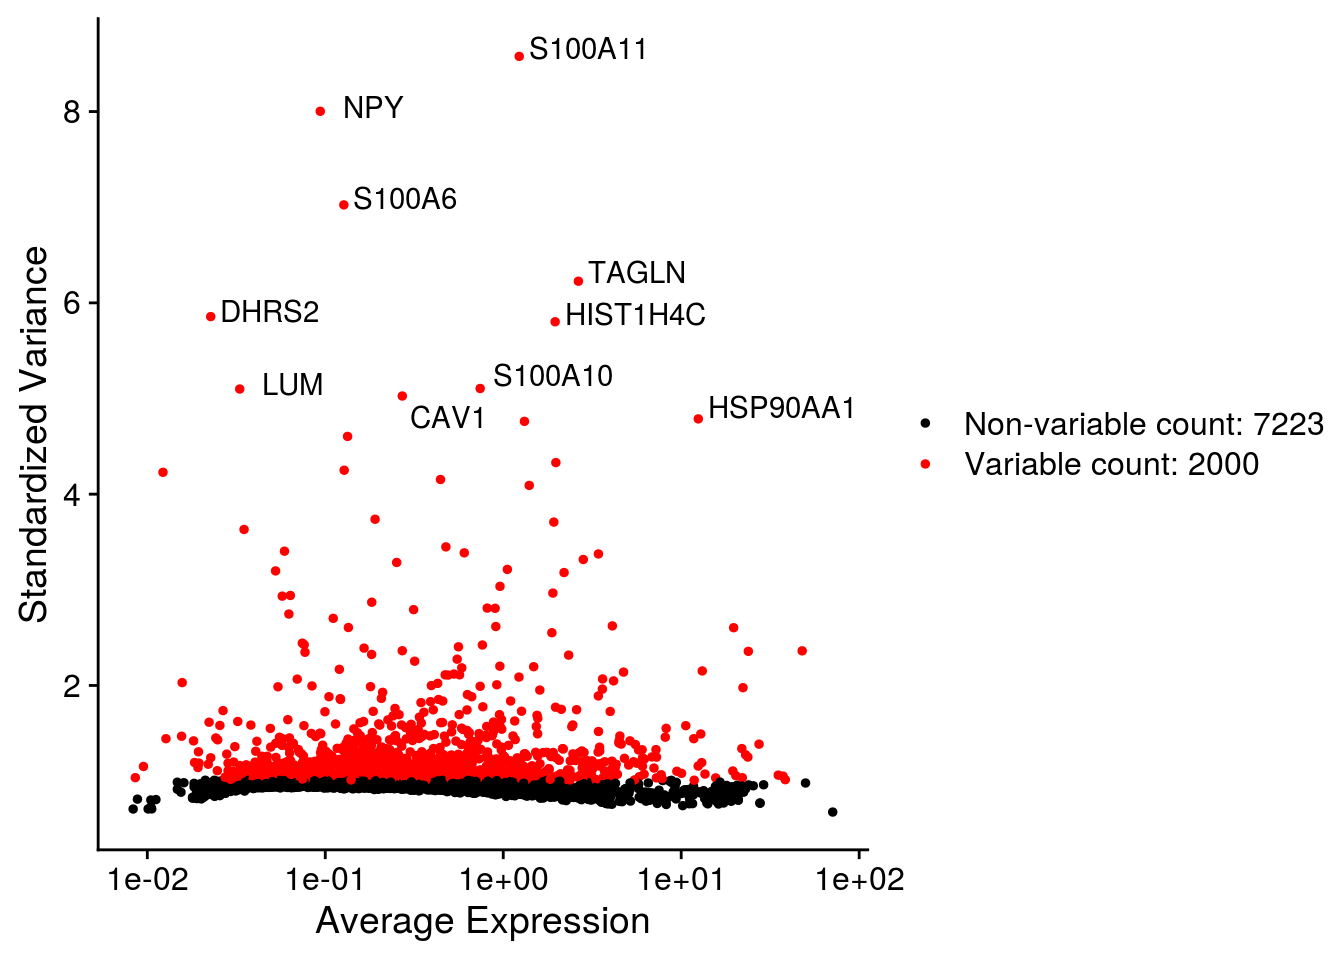 S100A11
NPY
8
S100A6
TAGLN
6
DHRS2
HIST1H4C
S100A10
LUM
HSP90AA1
CAV1
Non-variable count: 7223
Variable count: 2000
4
2
Standardized Variance
1e-02
1e-01
1e+00
1e+01
1e+02
Average Expression